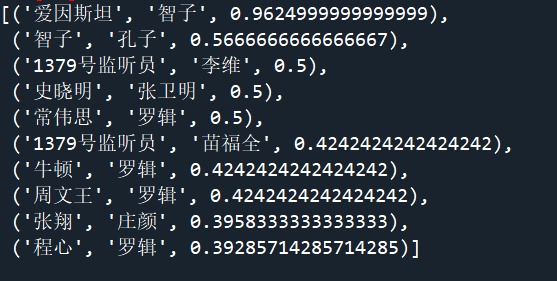 [('爱因斯坦', '智子', 0.9624999999999999),
('智子', '孔子', 0.5666666666666667),
('1379号监听员', '李维', 0.5),
('史晓明', '张卫明', 0.5),
('常伟思', '罗辑', 0.5),
('1379号监听员', '苗福全', 0.4242424242424242),
('牛顿', '罗辑', 0.4242424242424242),
('周文王', '罗辑', 0.4242424242424242),
('张翔', '庄颜', 0.3958333333333333),
('程心', '罗辑', 0.39285714285714285)]